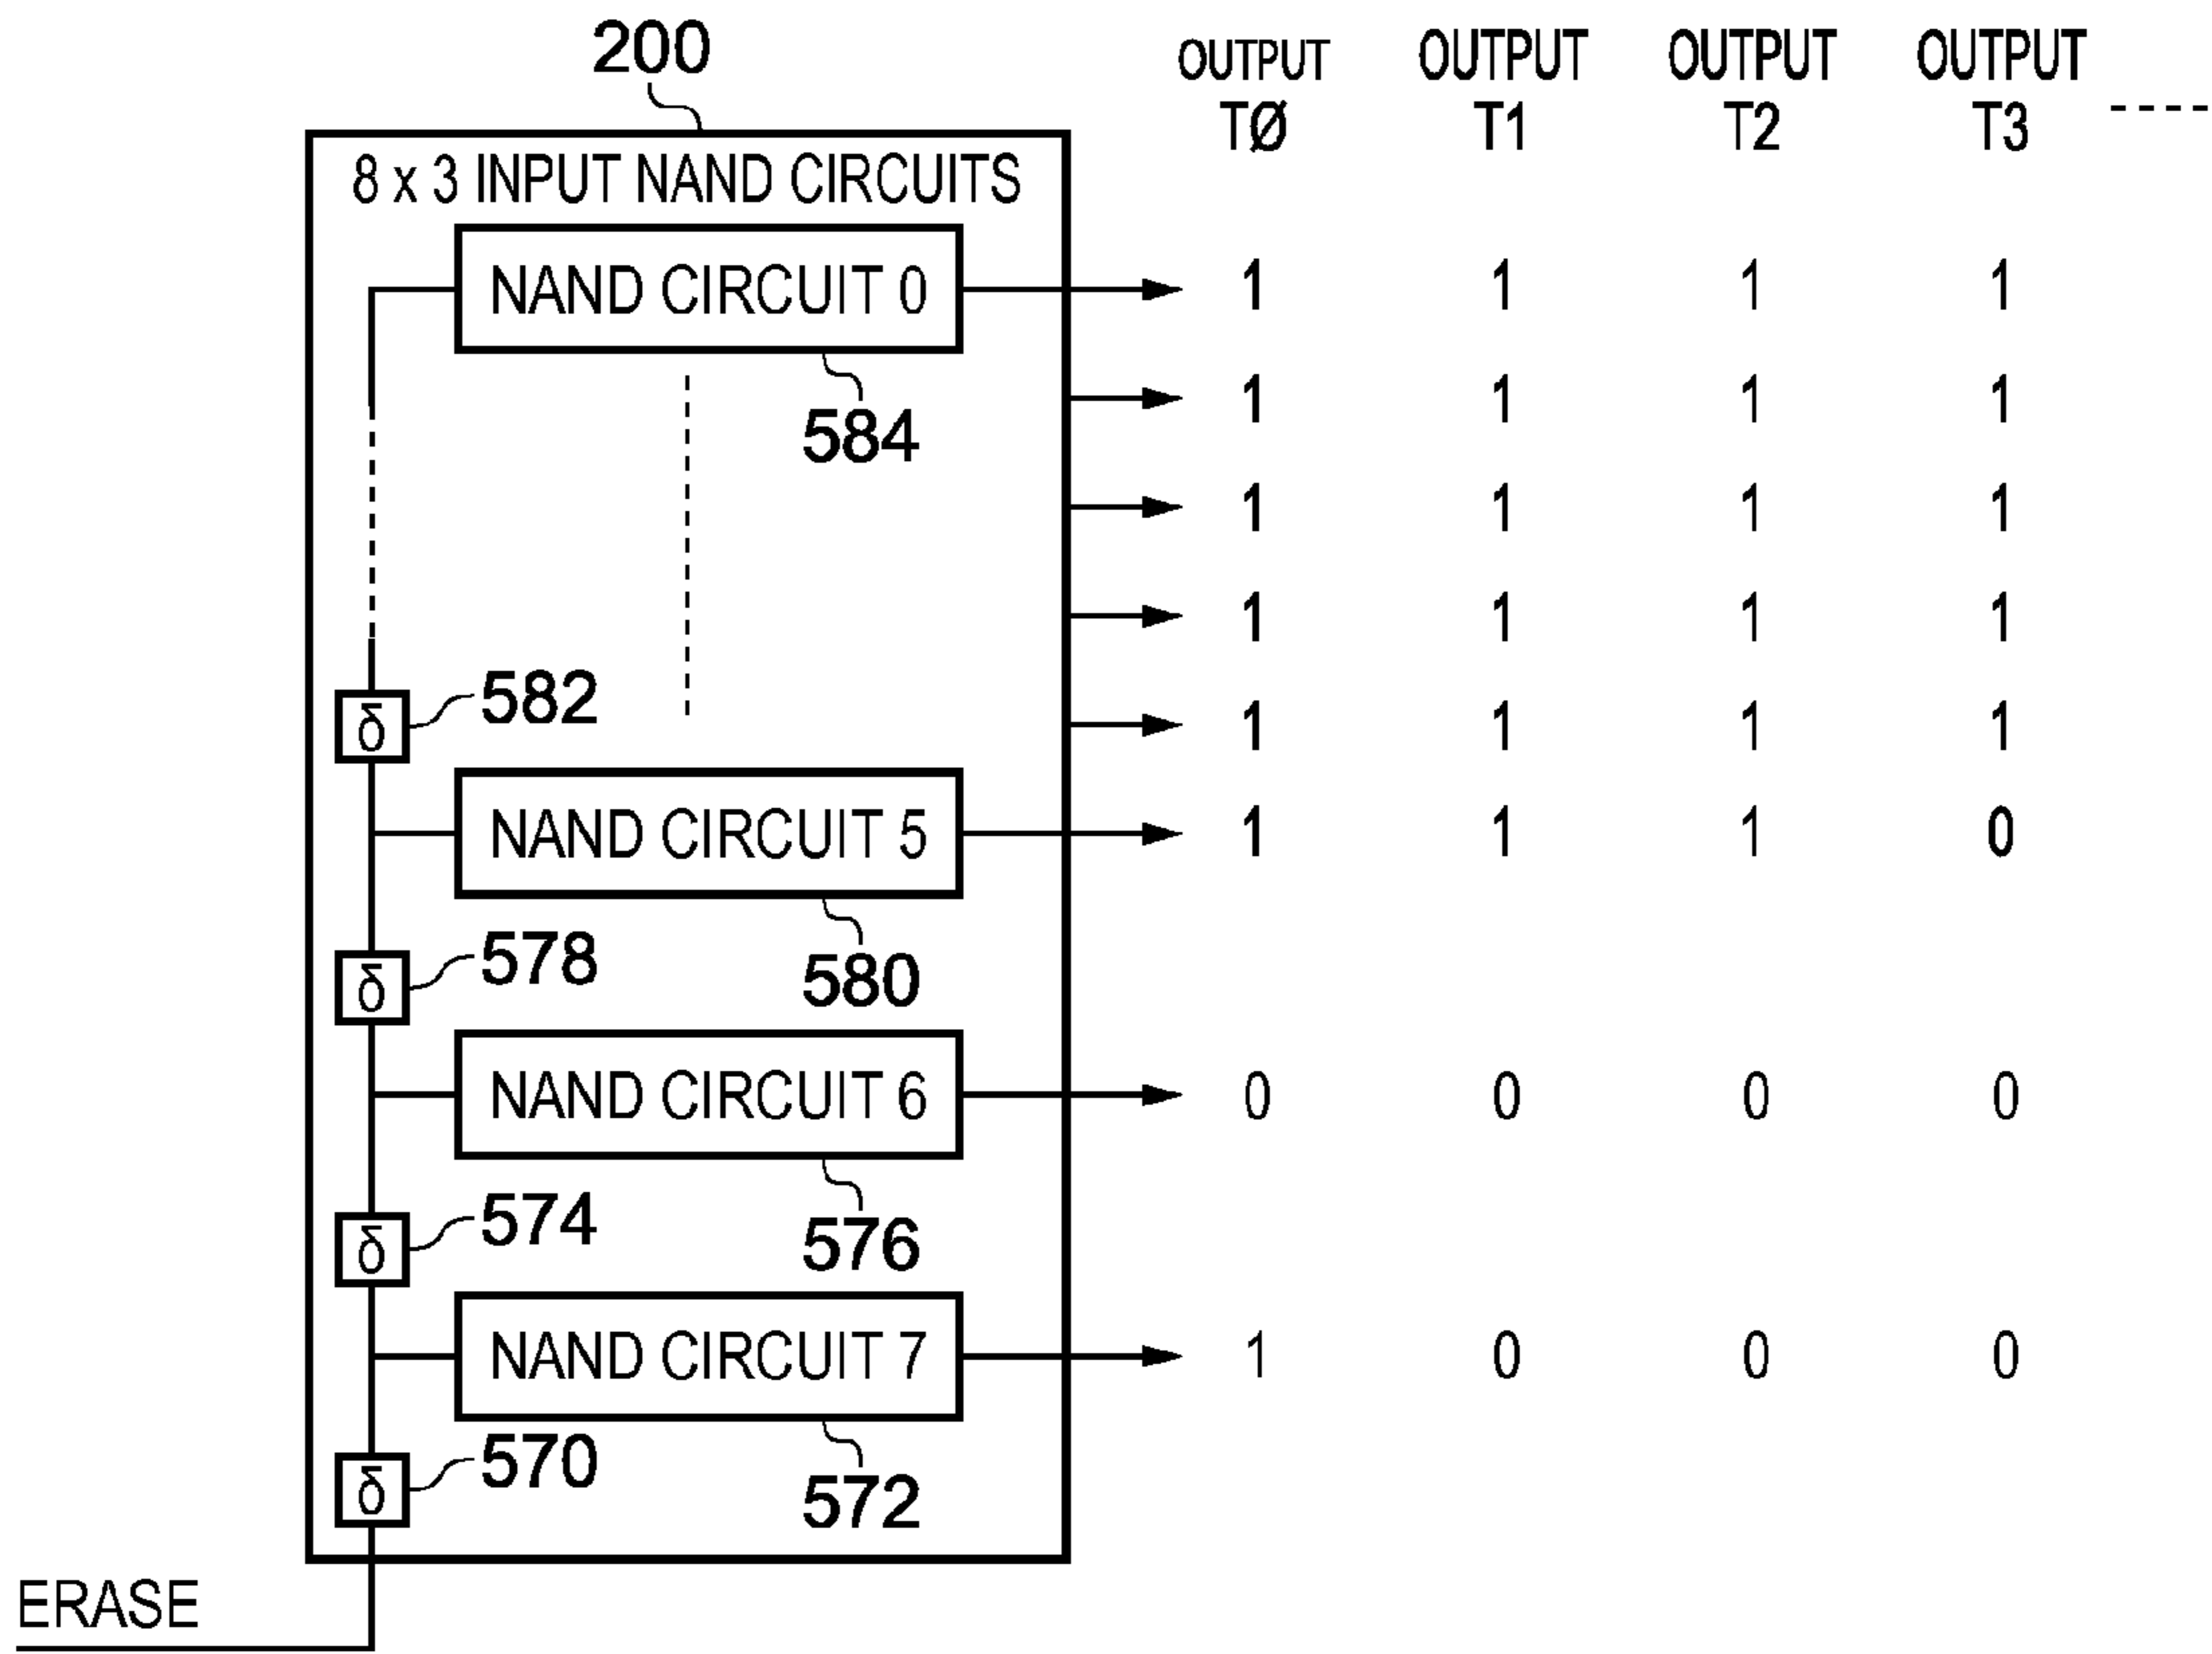 200
OUTPUT OUTPUT OUTPUT OUTPUT
TØ T1 T2 T3
8 x 3 INPUT NAND CIRCUITS
NAND CIRCUIT 0 1 1 1 1
584 1 1 1 1
1 1 1 1
1 1 1 1
582 1 1 1 1
δ
NAND CIRCUIT 5 1 1 1 0
578 580
δ
NAND CIRCUIT 6 0 0 0 0
574 576
δ
NAND CIRCUIT 7 1 0 0 0
570 572
δ
ERASE